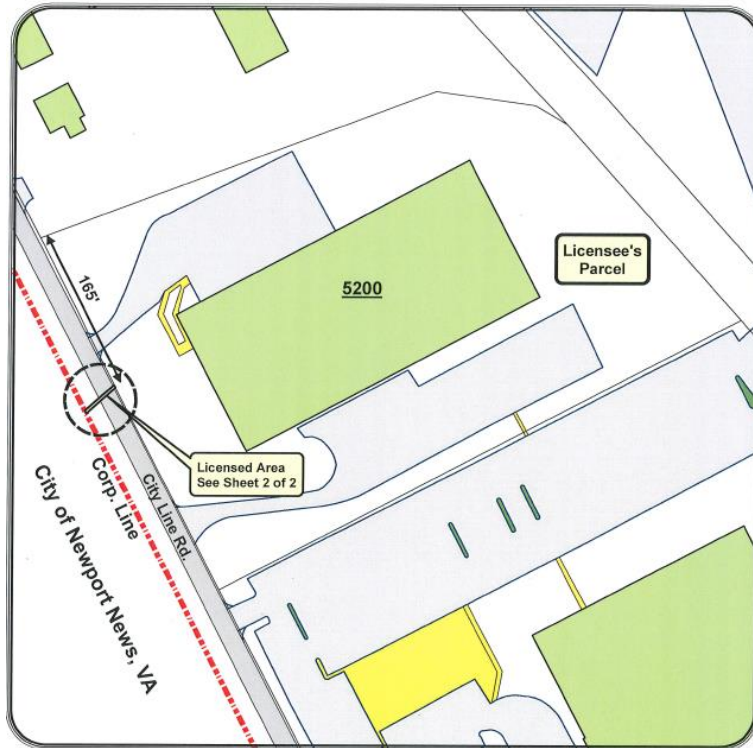 Licensee's
Parcel
5200
165'
Licensed Area
See Sheet 2 of 2
City Line Rd.
Corp. Line
City of Newport News, VA